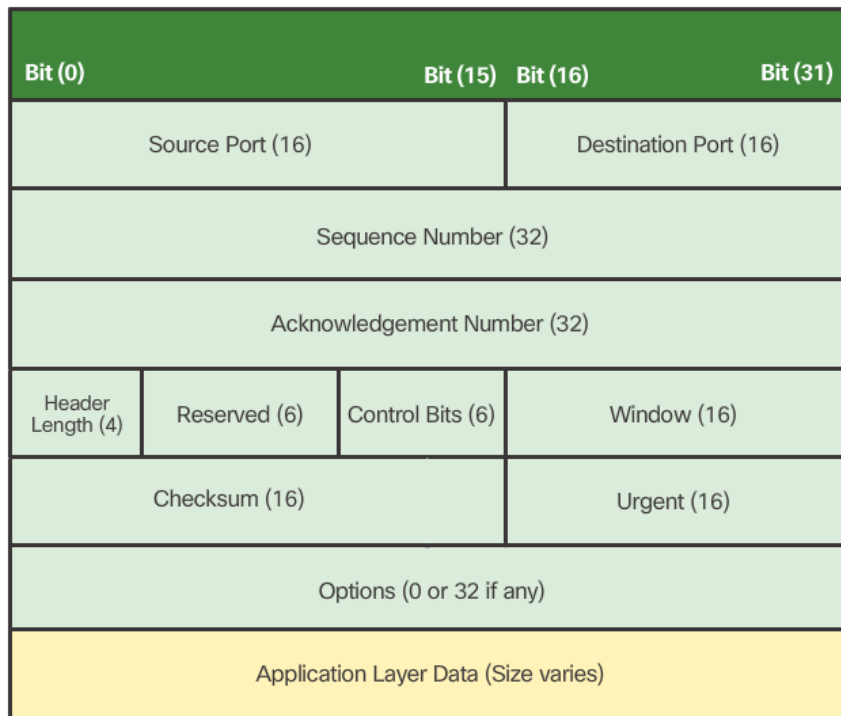 Bit (0) Bit (15) Bit (16) Bit (31)
Source Port (16) Destination Port (16)
Sequence Number (32)
Acknowledgement Number (32)
Header
Length (4) Reserved (6) Control Bits (6) Window (16)
Checksum (16) Urgent (16)
Options (0 or 32 if any)
Application Layer Data (Size varies)